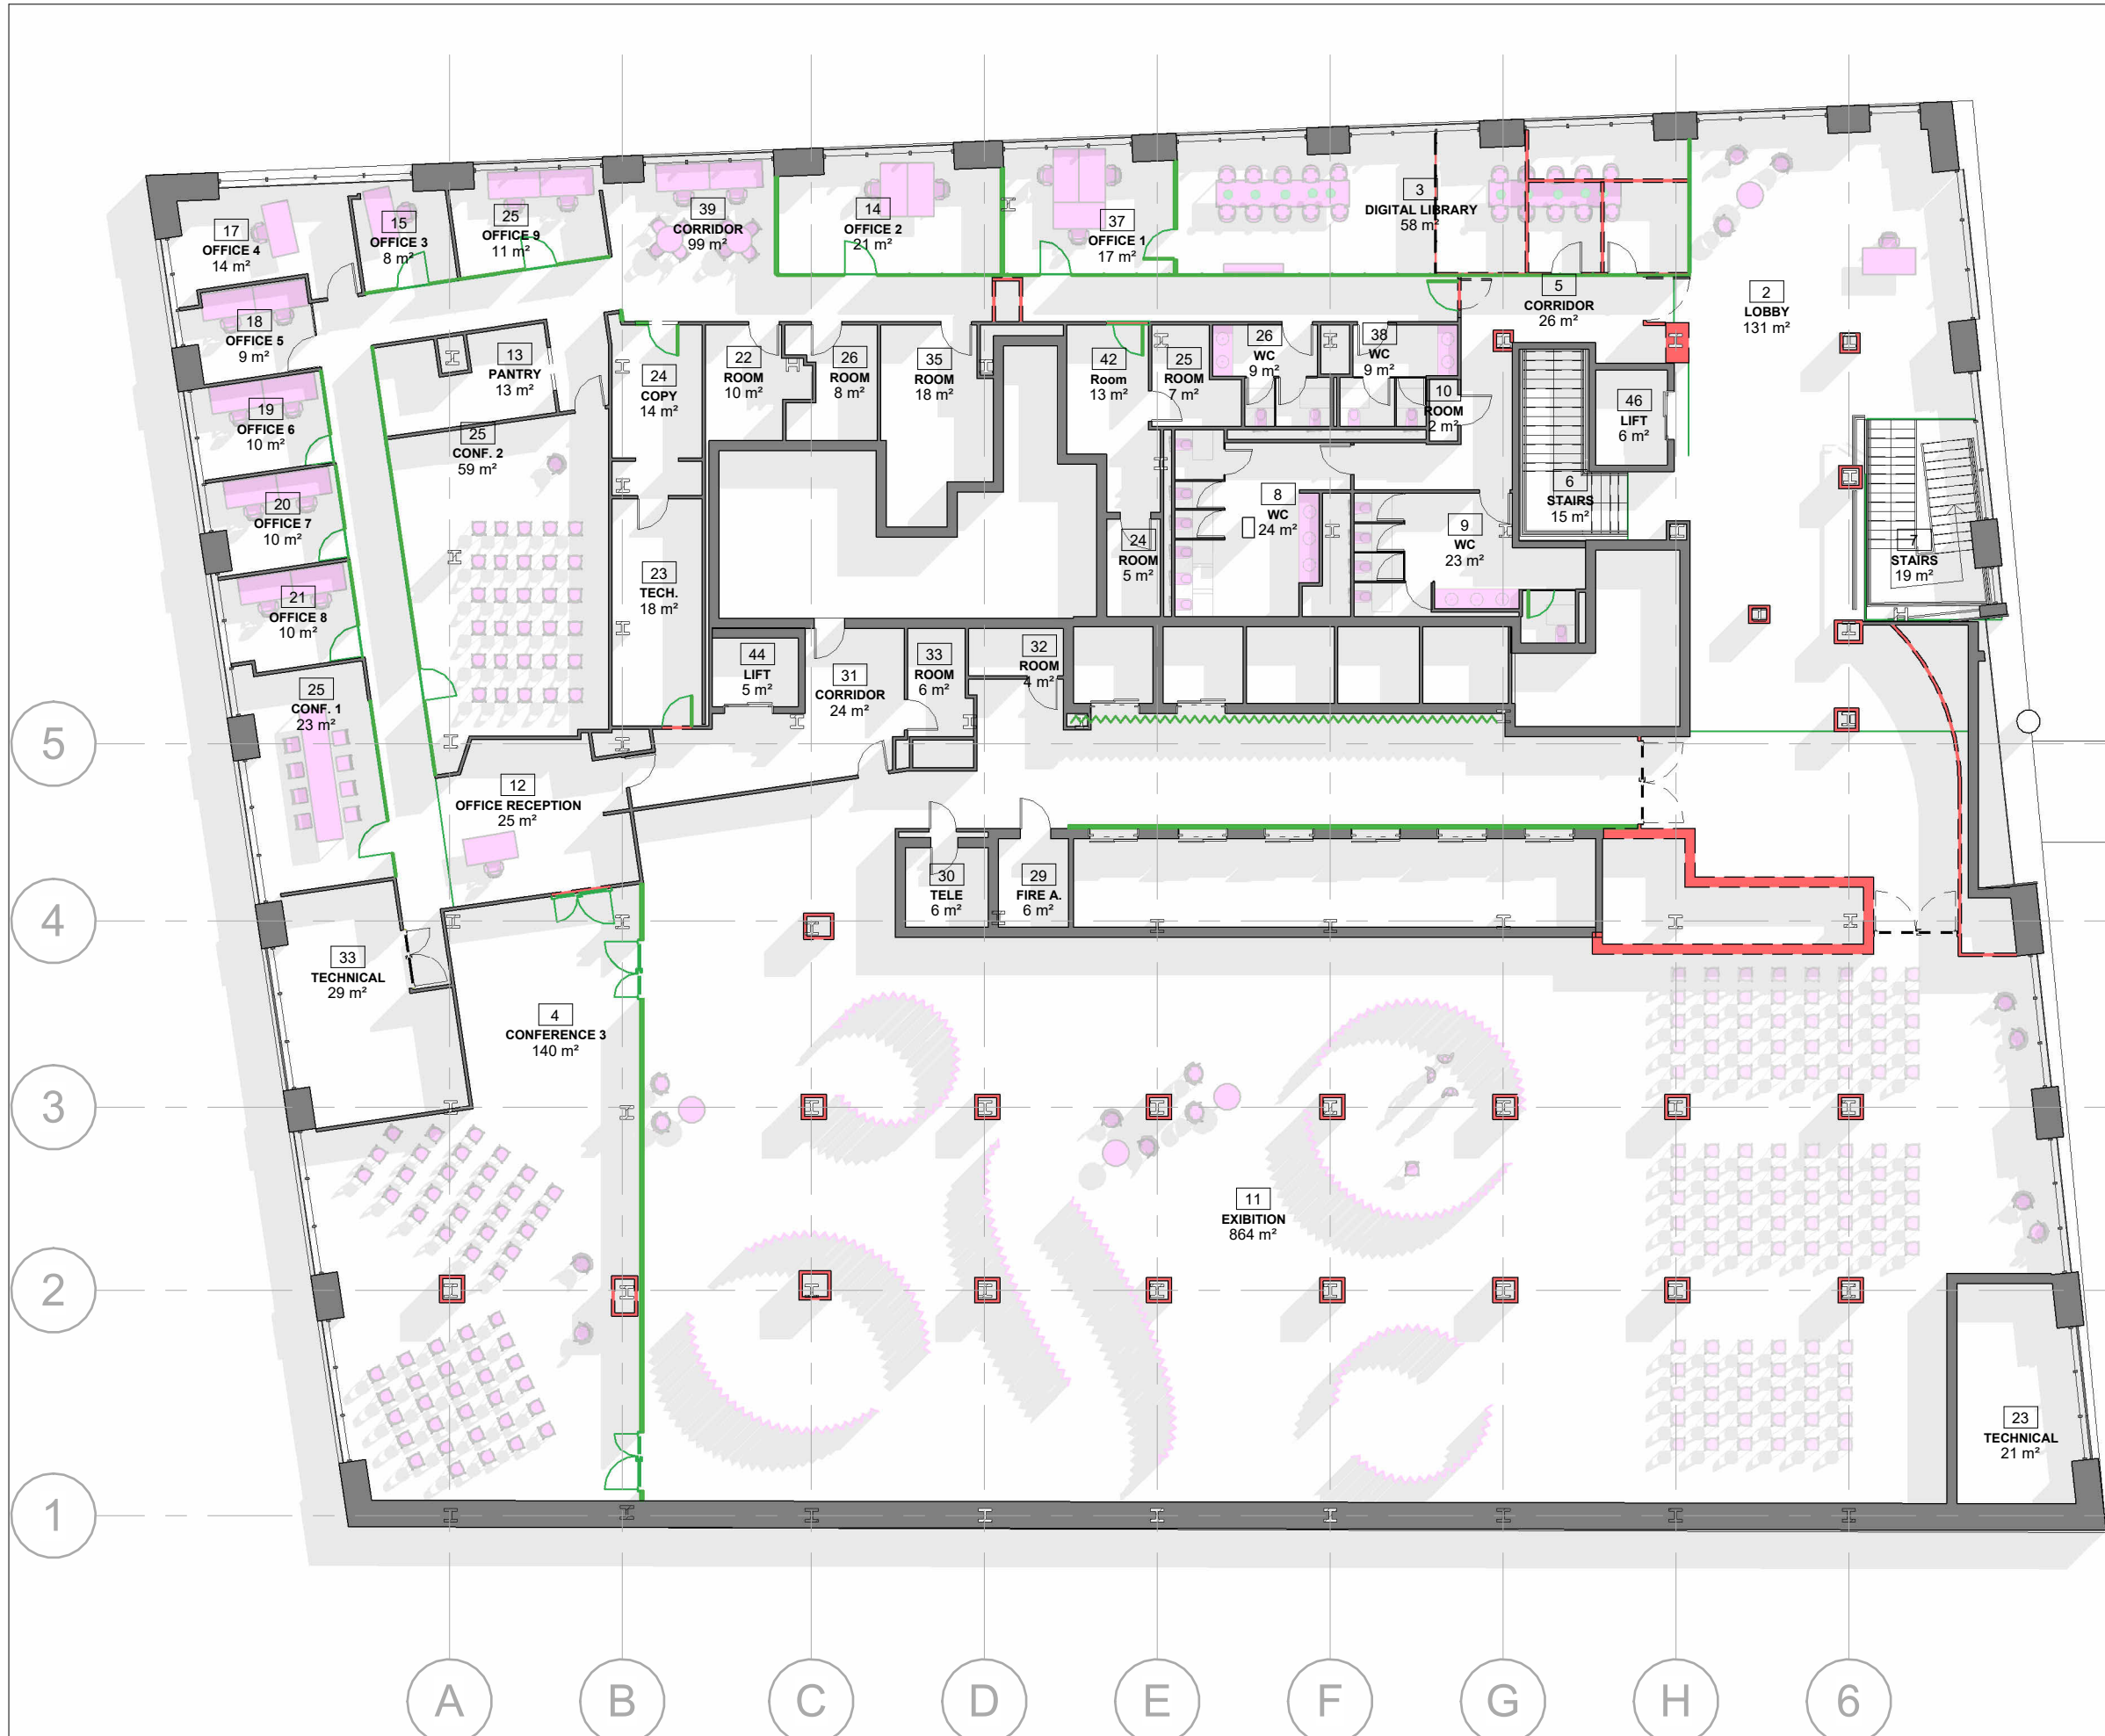 17
OFFICE 4
14 m²
15
OFFICE 3
8 m²
25
OFFICE 9
11 m²
39
CORRIDOR
99 m²
14
OFFICE 2
21 m²
37
OFFICE 1
17 m²
3
DIGITAL LIBRARY
58 m²
5
CORRIDOR
26 m²
2
LOBBY
131 m²
18
OFFICE 5
9 m²
13
PANTRY
13 m²
24
COPY
14 m²
22
ROOM
10 m²
26
ROOM
8 m²
35
ROOM
18 m²
42
Room
13 m²
25
ROOM
7 m²
26
WC
9 m²
38
WC
9 m²
10
ROOM
2 m²
46
LIFT
6 m²
19
OFFICE 6
10 m²
25
CONF. 2
59 m²
20
OFFICE 7
10 m²
8
WC
24 m²
6
STAIRS
15 m²
9
WC
23 m²
24
ROOM
5 m²
7
STAIRS
19 m²
21
OFFICE 8
10 m²
23
TECH.
18 m²
25
CONF. 1
23 m²
44
LIFT
5 m²
31
CORRIDOR
24 m²
33
ROOM
6 m²
32
ROOM
4 m²
5
12
OFFICE RECEPTION
25 m²
30
TELE
6 m²
29
FIRE A.
6 m²
4
33
TECHNICAL
29 m²
4
CONFERENCE 3
140 m²
3
11
EXIBITION
864 m²
2
23
TECHNICAL
21 m²
1
A
B
C
D
E
F
G
H
6